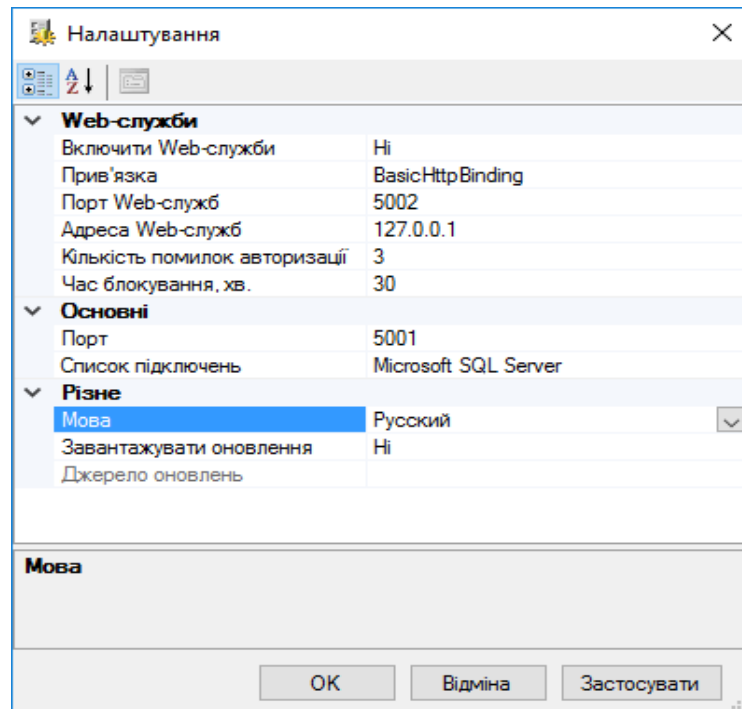 Налаштування
Web-служби
Включити Web-служби Ні
Прив'язка BasicHttpBinding
Порт Web-служб 5002
Адреса Web-служб 127.0.0.1
Кількість помилок авторизації 3
Час блокування, хв. 30
Основні
Порт 5001
Список підключень Microsoft SQL Server
Різне
Мова Русский
Завантажувати оновлення Ні
Джерело оновлень
Мова
OK Відміна Застосувати